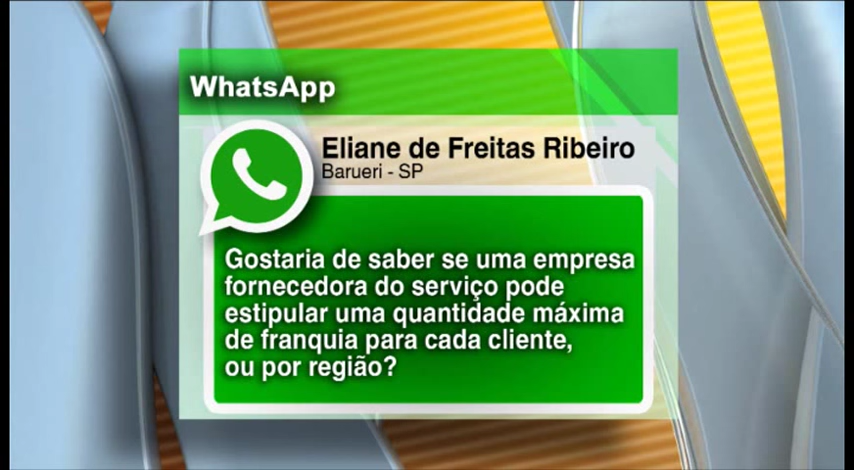 WhatsApp
Eliane de Freitas Ribeiro
Barueri - SP
Gostaria de saber se uma empresa
fornecedora do serviço pode
estipular uma quantidade máxima
de franquia para cada cliente,
ou por região?